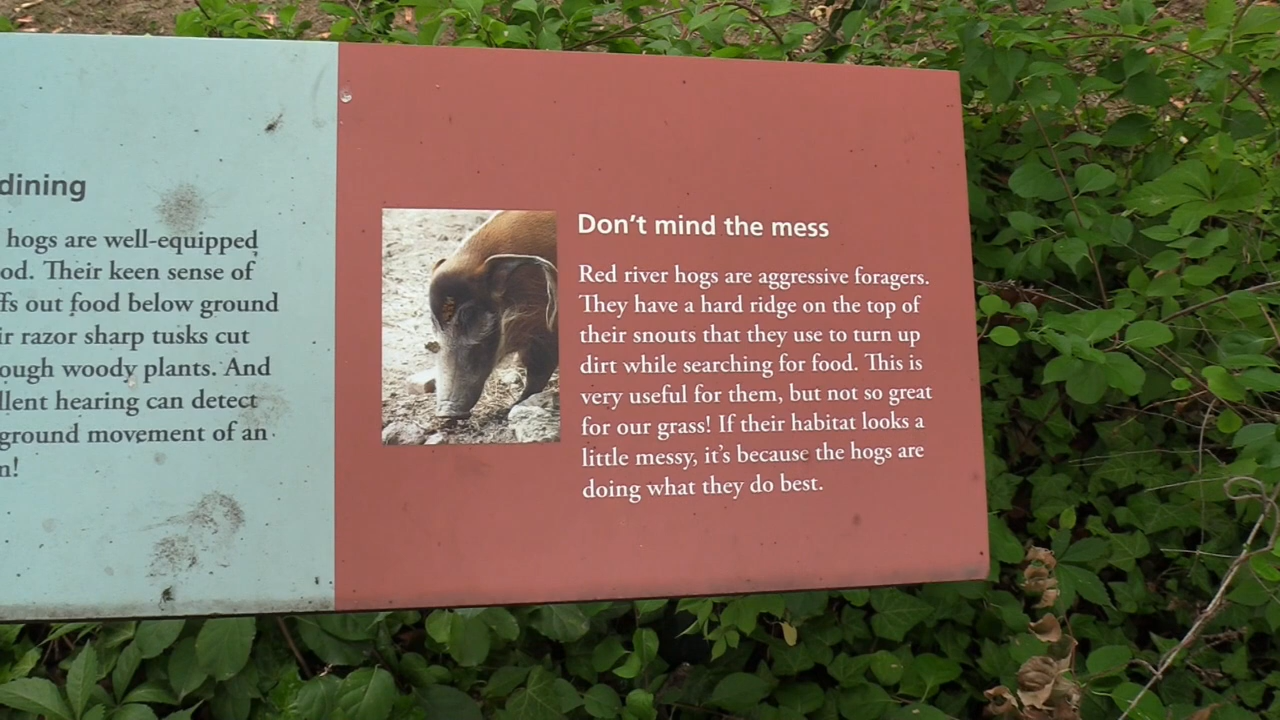 dining
hogs are well-equipped
od. Their keen sense of
ffs out food below ground
ir razor sharp tusks cut
ough woody plants. And
llent hearing can detect
ground movement of an
n!
Don't mind the mess
Red river hogs are aggressive foragers.
They have a hard ridge on the top of
their snouts that they use to turn up
dirt while searching for food. This is
very useful for them, but not so great
for our grass! If their habitat looks a
little messy, it's because the hogs are
doing what they do best.